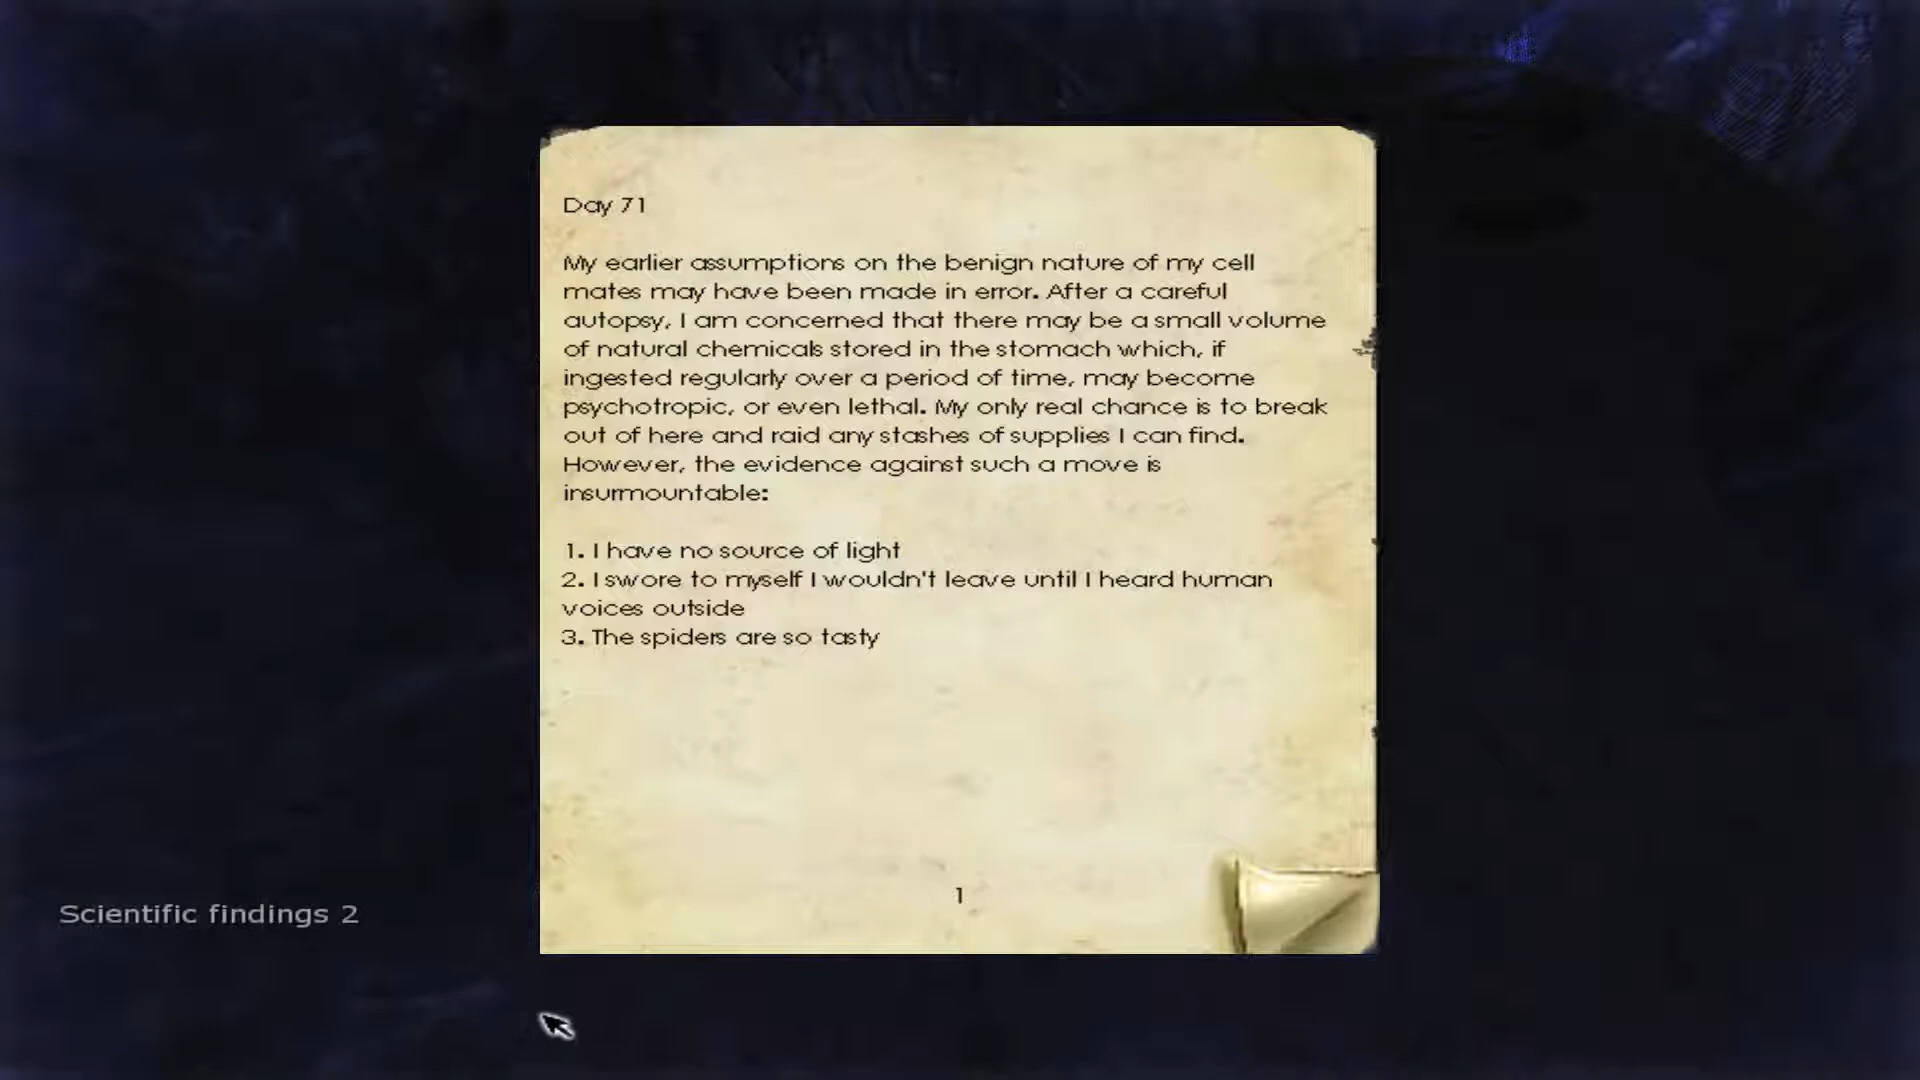 Day 71
My earlier assumptions on the benign nature of my cell
mates may have been made in error. After a careful
autopsy, I am concerned that there may be a small volume
of natural chemicals stored in the stomach which, if
ingested regularly over a period of time, may become
psychotropic, or even lethal. My only real chance is to break
out of here and raid any stashes of supplies I can find.
However, the evidence against such a move is
insurmountable:
1. I have no source of light
2. I swore to myself I wouldn't leave until I heard human
voices outside
3. The spiders are so tasty
1
Scientific findings 2